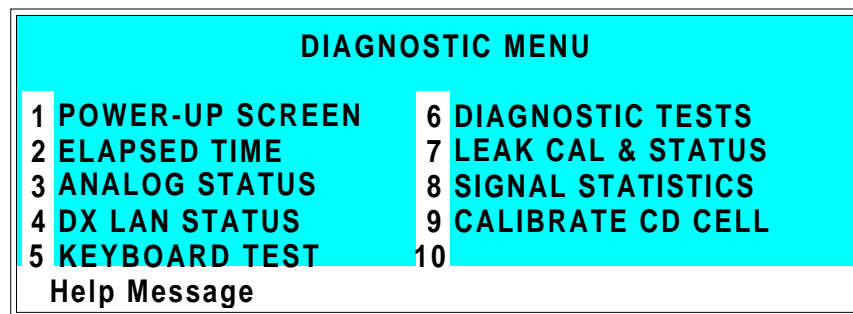 DIAGNOSTIC MENU
1 POWER-UP SCREEN
2 ELAPSED TIME
3 ANALOG STATUS
4 DX LAN STATUS
5 KEYBOARD TEST
6 DIAGNOSTIC TESTS
7 LEAK CAL & STATUS
8 SIGNAL STATISTICS
9 CALIBRATE CD CELL
10
Help Message